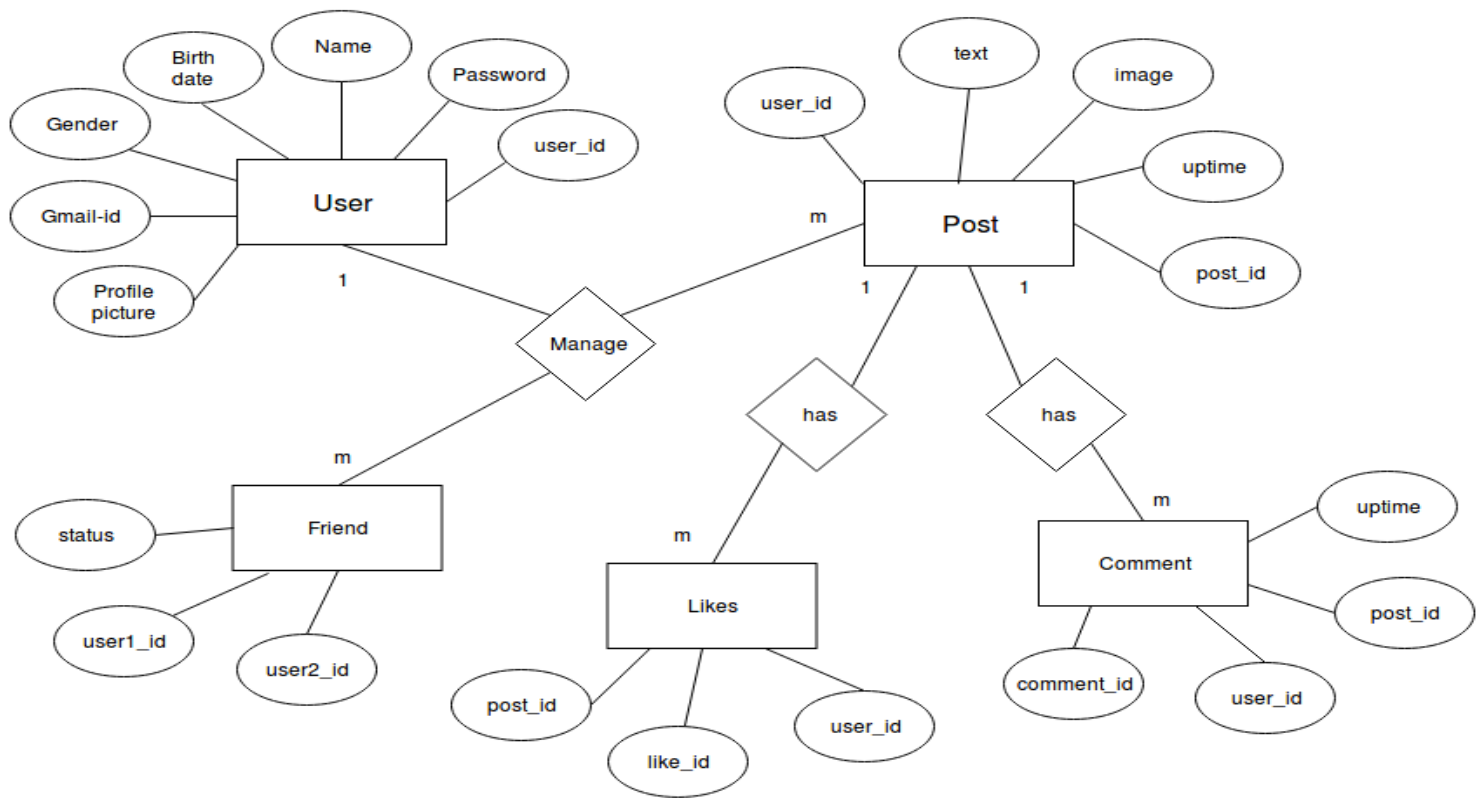 Name
Birth
date
Password
Gender
user_id
User
Gmail-id
Profile
picture
1
text
image
user_id
uptime
Post
m
post_id
1
1
Manage
has
has
m
Friend
status
user1_id
user2_id
m
Likes
post_id
like_id
user_id
m
Comment
uptime
post_id
comment_id
user_id